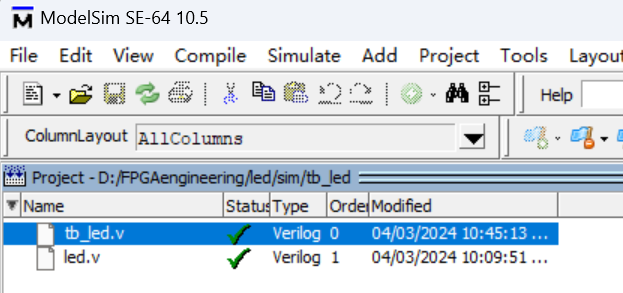 ModelSim SE-64 10.5
File Edit View Compile Simulate Add Project Tools Layout
Help
ColumnLayout AllColumns
Project - D:/FPGAengineering/led/sim/tb_led
Name Status Type Order Modified
tb_led.v Verilog 0 04/03/2024 10:45:13 ...
led.v Verilog 1 04/03/2024 10:09:51 ...